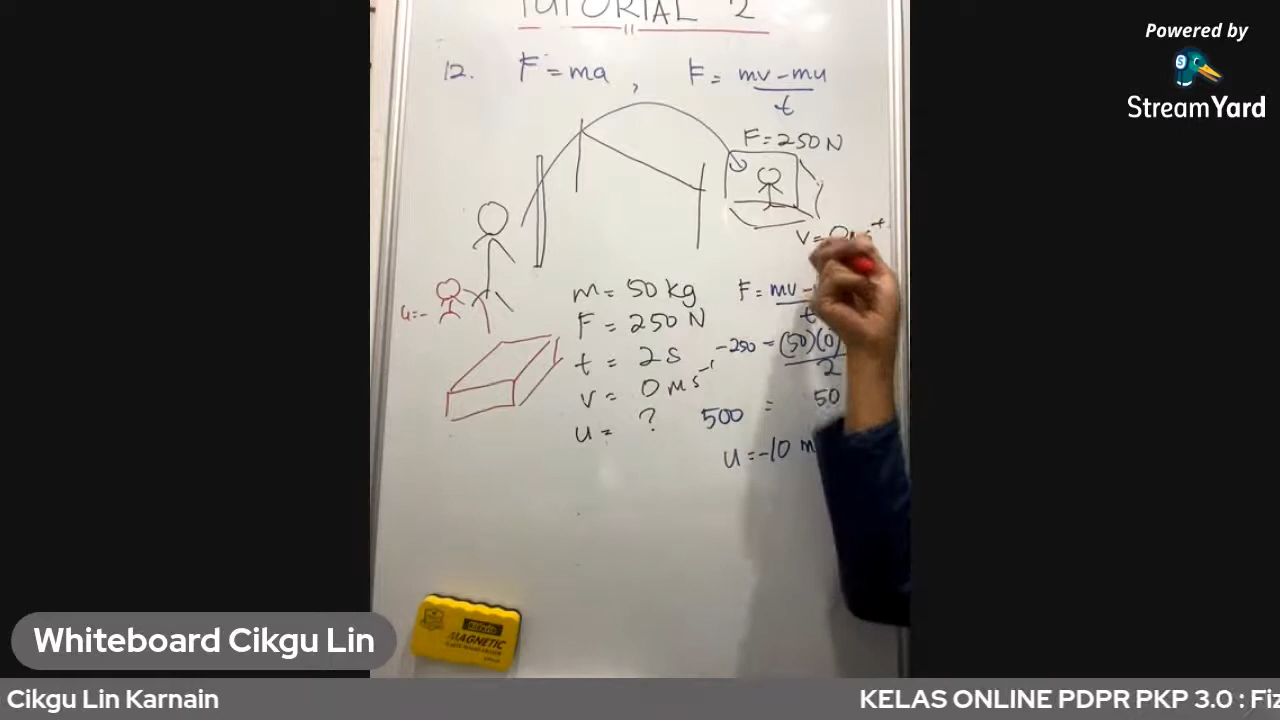 TUTORIAL 2
Powered by
StreamYard
12. F = ma , F = mv - mu
t
F = 250 N
v = 0
m = 50 kg
F = 250 N
t = 2 s
v = 0 ms⁻¹
u = ?
u = -
F = mv -
t
-250 = (50)(0)
2
500 = 50
u = -10 m
MAGNETIC
Whiteboard Cikgu Lin
Cikgu Lin Karnain
KELAS ONLINE PDPR PKP 3.0 : Fiz